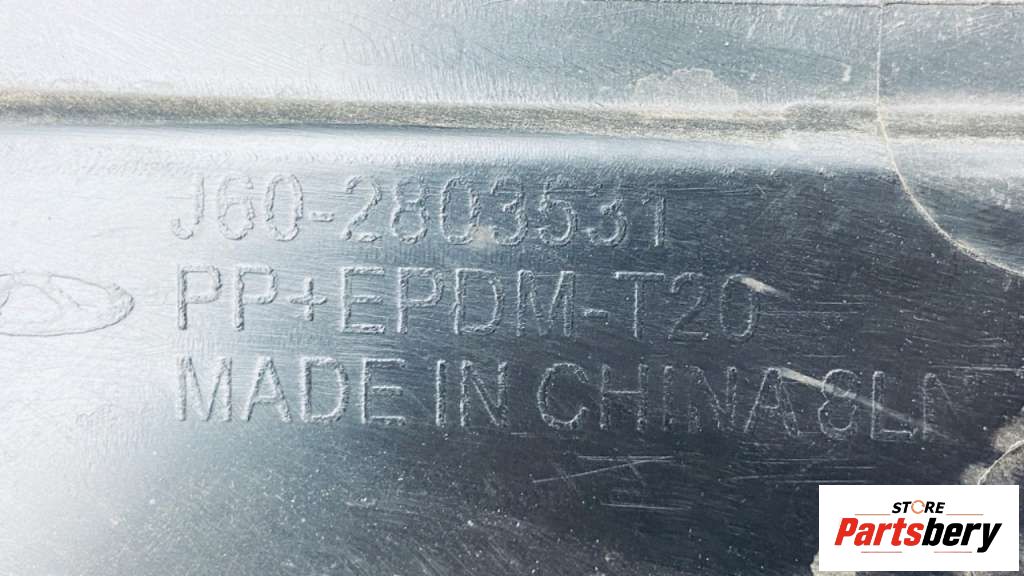 J60-2803531
PP+EPDM-T20
MADE IN CHINA
STORE
Partsbery